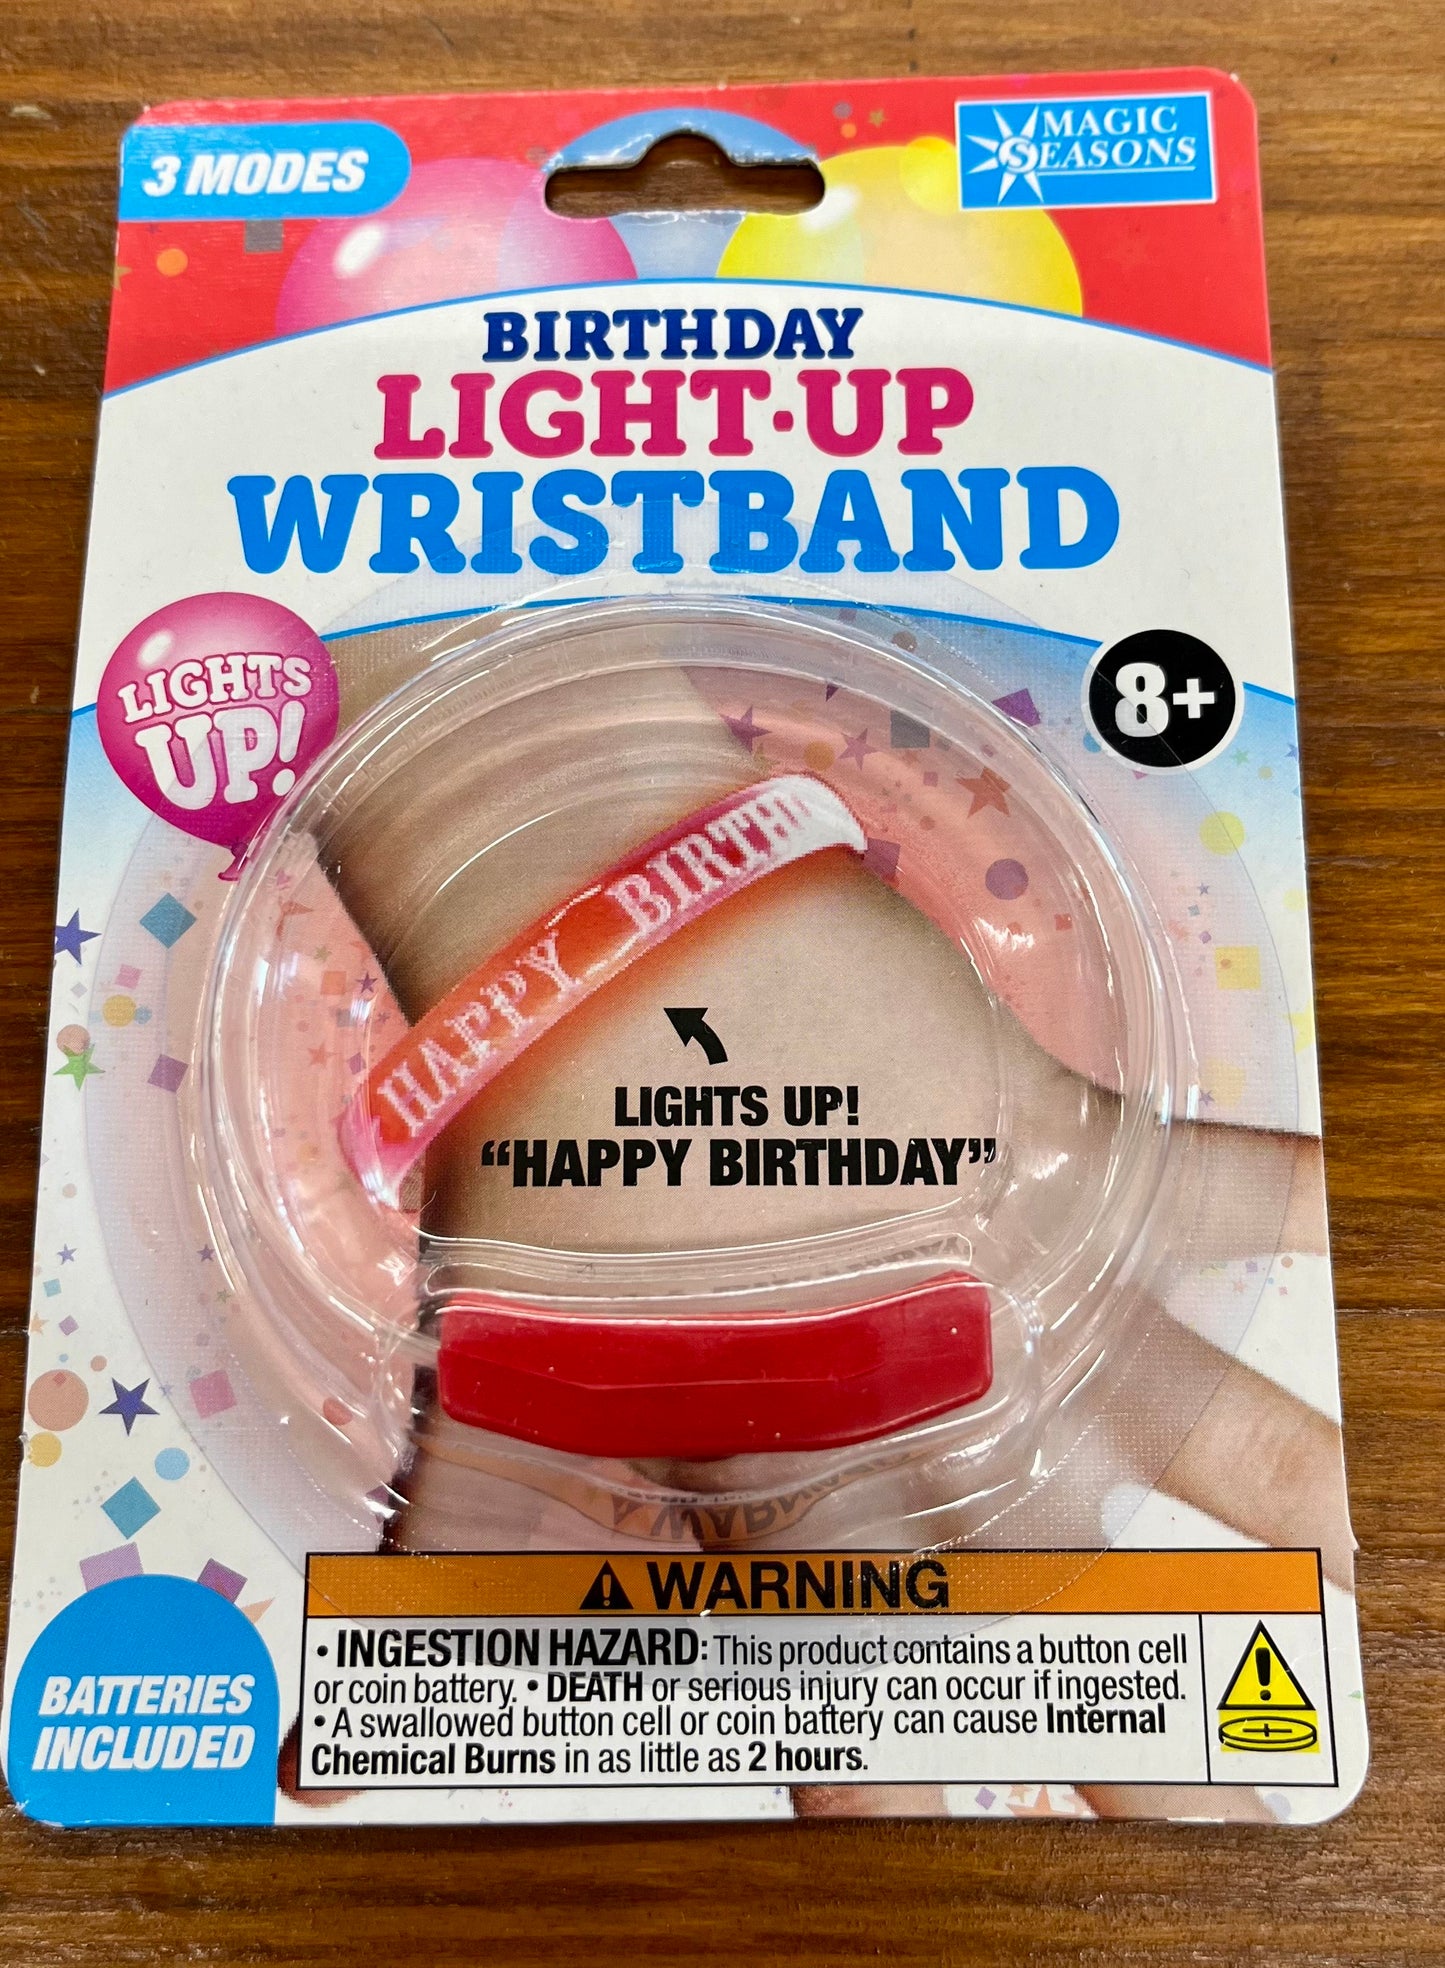 3 MODES
MAGIC
SEASONS
BIRTHDAY
LIGHT-UP
WRISTBAND
LIGHTS
UP!
8+
HAPPY BIRTH
LIGHTS UP!
“HAPPY BIRTHDAY”
⚠ WARNING
• INGESTION HAZARD: This product contains a button cell
or coin battery. • DEATH or serious injury can occur if ingested.
• A swallowed button cell or coin battery can cause Internal
Chemical Burns in as little as 2 hours.
BATTERIES
INCLUDED